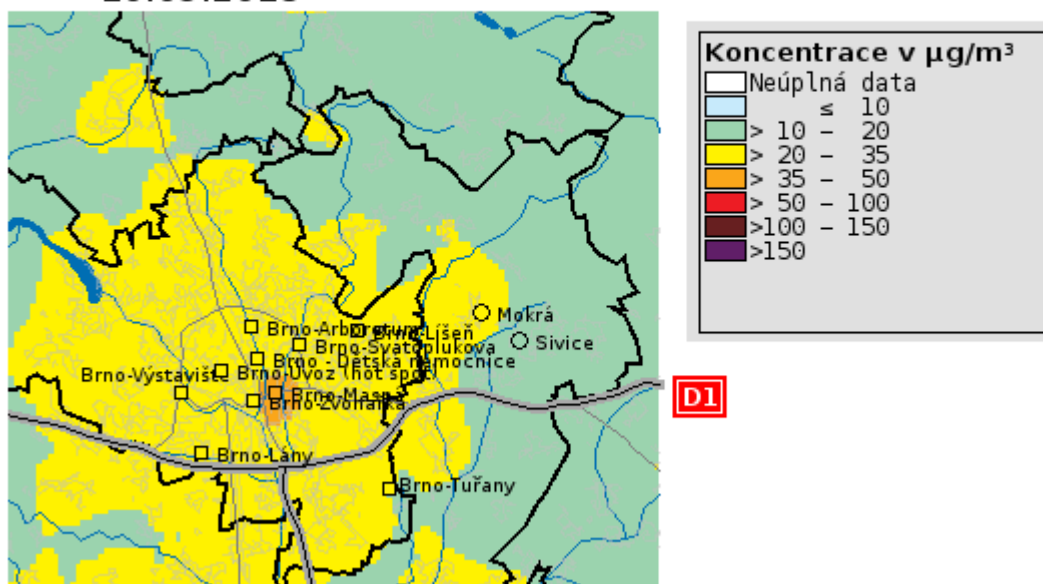 Koncentrace v µg/m³
Neúplná data
≤ 10
> 10 – 20
> 20 – 35
> 35 – 50
> 50 – 100
>100 – 150
>150
Mokrá
Brno-Arboretum
Brno-Líšeň
Sivice
Brno-Svatoplukova
Brno - Dětská nemocnice
Brno-Úvoz (hot spot)
Brno-Výstaviště
Brno-Masná
Brno-Zvonařka
D1
Brno-Lány
Brno-Tuřany